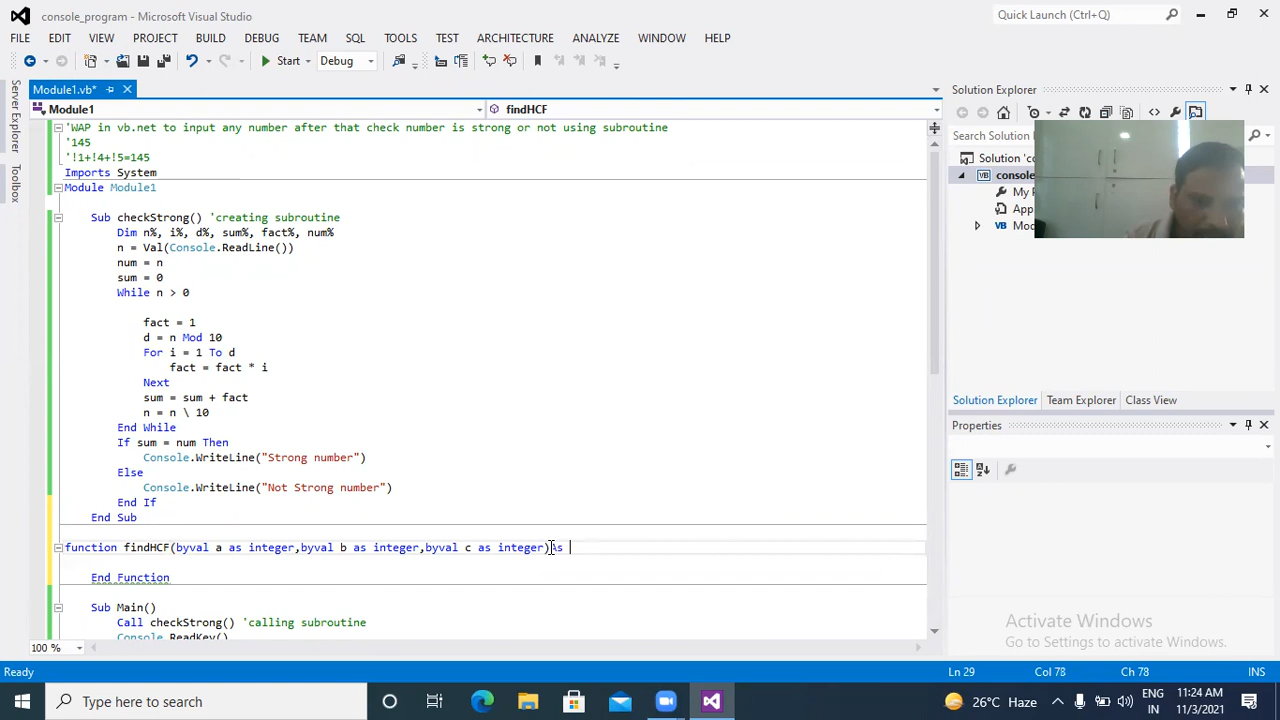 console_program - Microsoft Visual Studio
Quick Launch (Ctrl+Q)
FILE EDIT VIEW PROJECT BUILD DEBUG TEAM SQL TOOLS TEST ARCHITECTURE ANALYZE WINDOW HELP
Start Debug
Server Explorer
Toolbox
Module1.vb*
Module1
findHCF
'WAP in vb.net to input any number after that check number is strong or not using subroutine
'145
'!1+!4+!5=145
Imports System
Module Module1
Sub checkStrong() 'creating subroutine
Dim n%, i%, d%, sum%, fact%, num%
n = Val(Console.ReadLine())
num = n
sum = 0
While n > 0
fact = 1
d = n Mod 10
For i = 1 To d
fact = fact * i
Next
sum = sum + fact
n = n \ 10
End While
If sum = num Then
Console.WriteLine("Strong number")
Else
Console.WriteLine("Not Strong number")
End If
End Sub
function findHCF(byval a as integer,byval b as integer,byval c as integer)As
End Function
Sub Main()
Call checkStrong() 'calling subroutine
Console.ReadKey()
100 %
Solution Explorer
Search Solution
Solution 'co
console
My
App
Mod
Solution Explorer Team Explorer Class View
Properties
Activate Windows
Go to Settings to activate Windows.
Ready
Ln 29 Col 78 Ch 78 INS
Type here to search
26°C Haze
ENG
IN
11:24 AM
11/3/2021